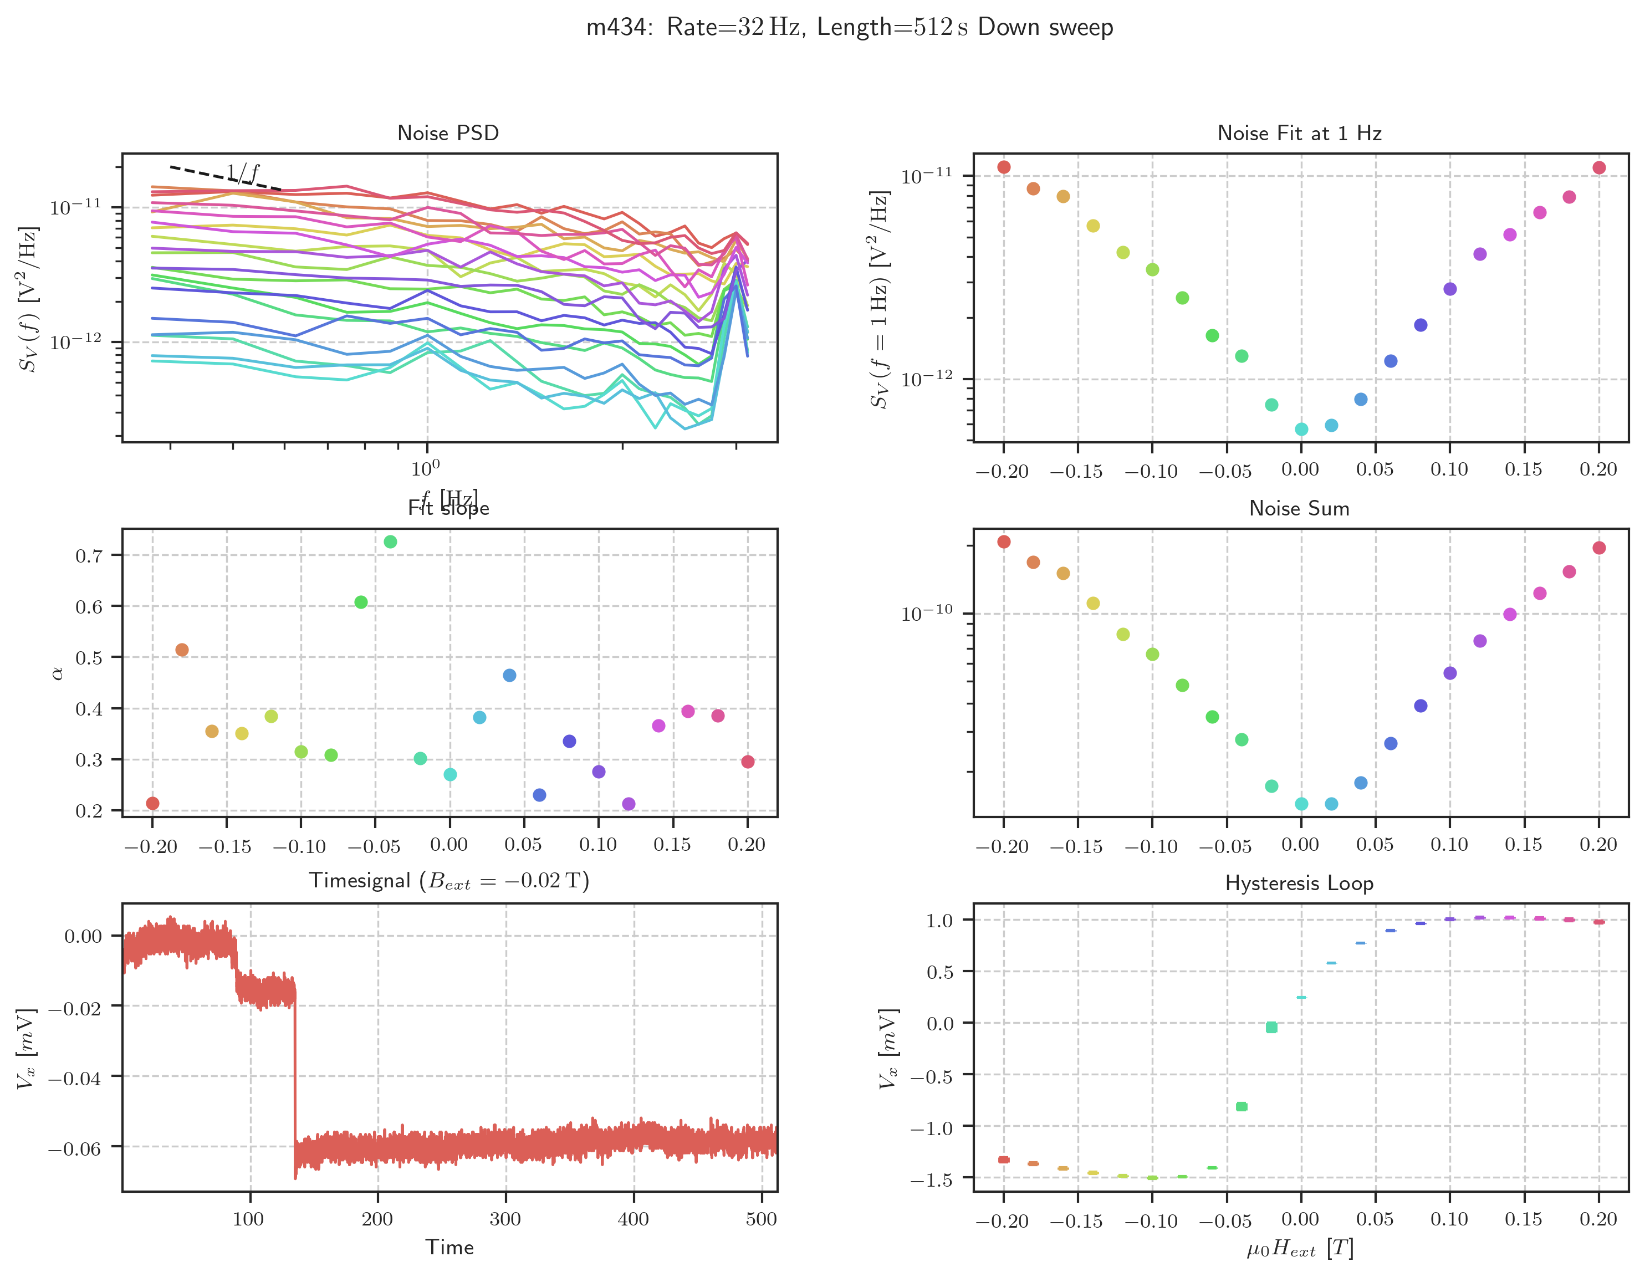 m434: Rate=32 Hz, Length=512 s Down sweep
Noise PSD
S_V(f) [V²/Hz]
10⁻¹¹
10⁻¹²
1/f
10⁰
f [Hz]
Noise Fit at 1 Hz
S_V(f = 1Hz) [V²/Hz]
10⁻¹¹
10⁻¹²
−0.20 −0.15 −0.10 −0.05 0.00 0.05 0.10 0.15 0.20
Fit slope
α
0.7
0.6
0.5
0.4
0.3
0.2
−0.20 −0.15 −0.10 −0.05 0.00 0.05 0.10 0.15 0.20
Noise Sum
10⁻¹⁰
−0.20 −0.15 −0.10 −0.05 0.00 0.05 0.10 0.15 0.20
Timesignal (B_ext = −0.02 T)
V_x [mV]
0.00
−0.02
−0.04
−0.06
100 200 300 400 500
Time
Hysteresis Loop
V_x [mV]
1.0
0.5
0.0
−0.5
−1.0
−1.5
−0.20 −0.15 −0.10 −0.05 0.00 0.05 0.10 0.15 0.20
μ₀H_ext [T]